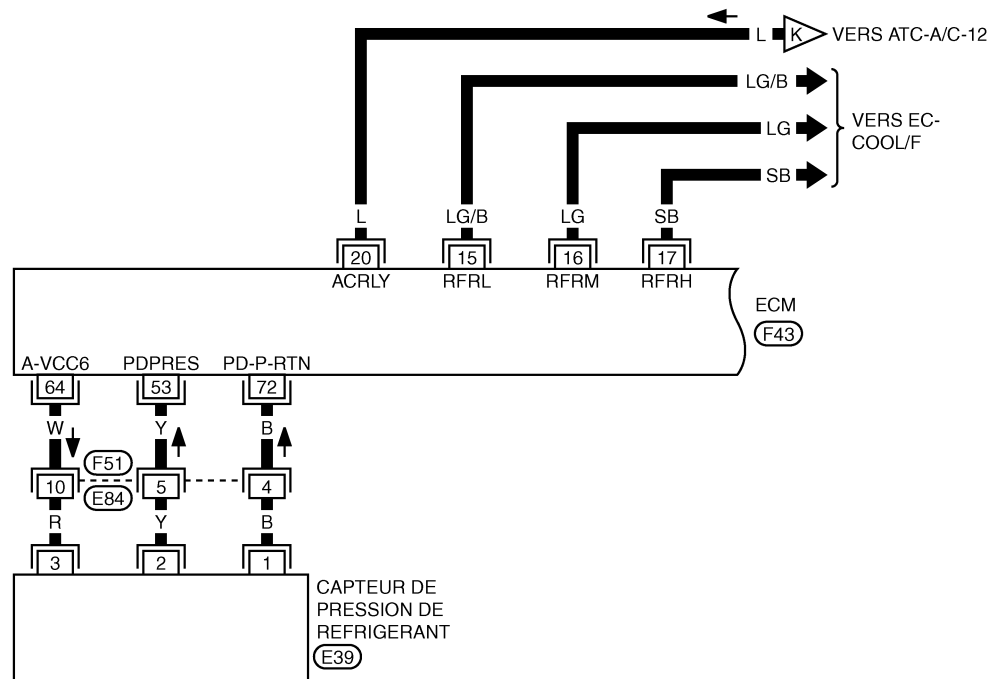 L K VERS ATC-A/C-12
LG/B
LG
SB
VERS EC-
COOL/F
L LG/B LG SB
20 15 16 17
ACRLY RFRL RFRM RFRH
ECM
F43
A-VCC6 PDPRES PD-P-RTN
64 53 72
W Y B
F51
10 5 4
E84
R Y B
3 2 1
CAPTEUR DE
PRESSION DE
REFRIGERANT
E39